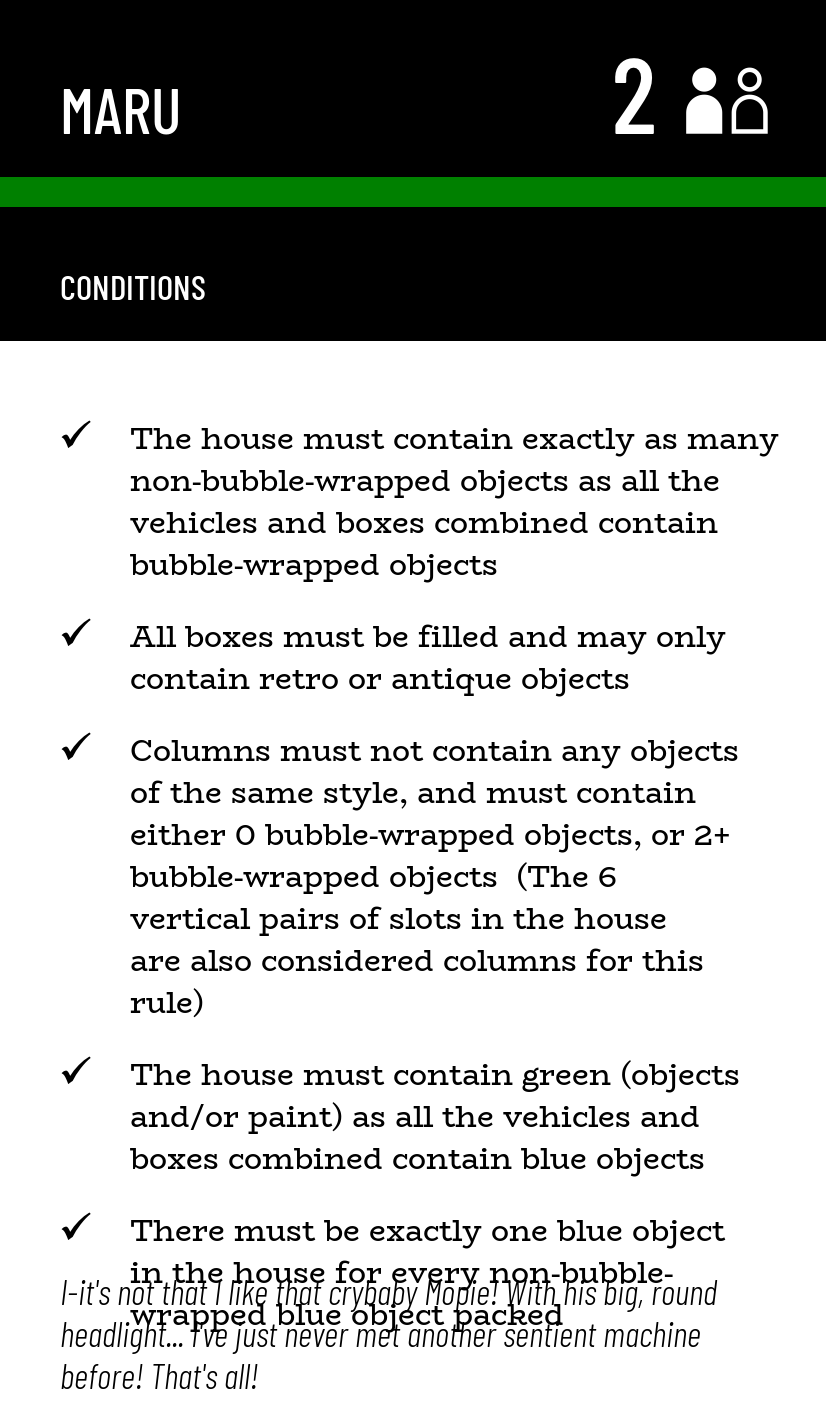 MARU
2
CONDITIONS
✓ The house must contain exactly as many
non-bubble-wrapped objects as all the
vehicles and boxes combined contain
bubble-wrapped objects
✓ All boxes must be filled and may only
contain retro or antique objects
✓ Columns must not contain any objects
of the same style, and must contain
either 0 bubble-wrapped objects, or 2+
bubble-wrapped objects  (The 6
vertical pairs of slots in the house
are also considered columns for this
rule)
✓ The house must contain green (objects
and/or paint) as all the vehicles and
boxes combined contain blue objects
✓ There must be exactly one blue object
in the house for every non-bubble-
wrapped blue object packed
I-it's not that I like that crybaby Mopie! With his big, round
headlight... I've just never met another sentient machine
before! That's all!